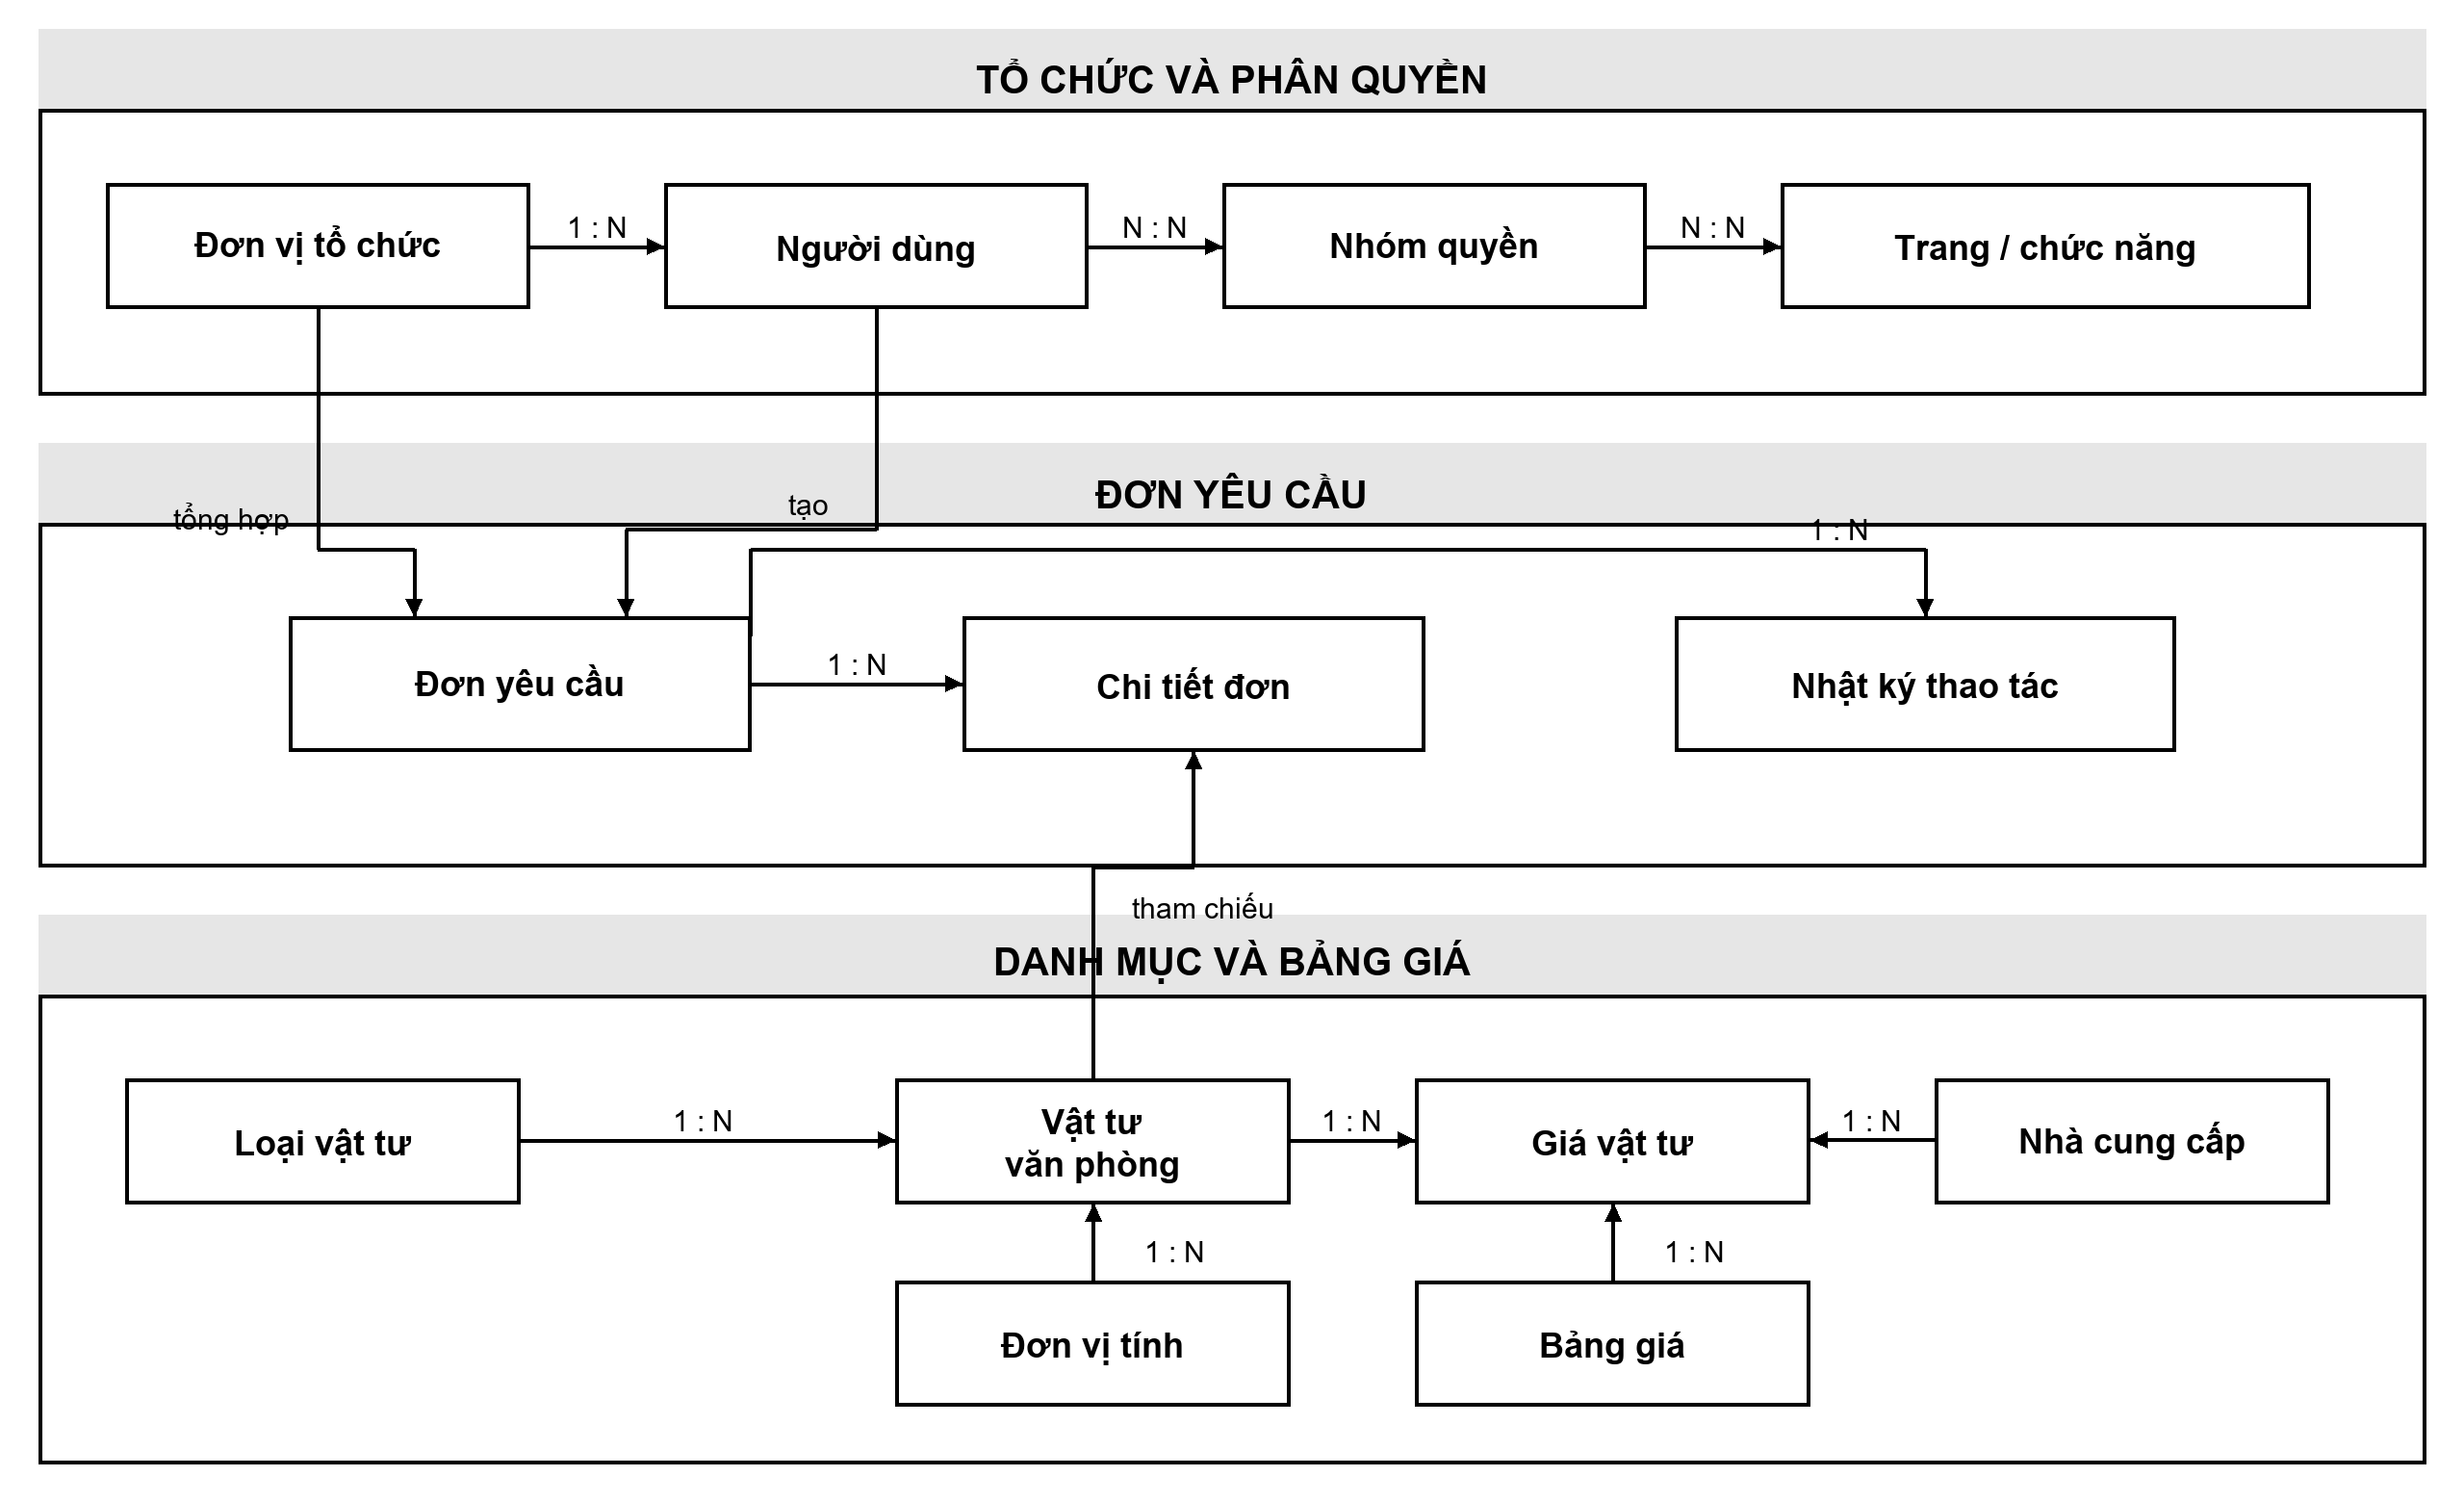 TỔ CHỨC VÀ PHÂN QUYỀN
Đơn vị tổ chức
1 : N
Người dùng
N : N
Nhóm quyền
N : N
Trang / chức năng
ĐƠN YÊU CẦU
tổng hợp
tạo
1 : N
Đơn yêu cầu
1 : N
Chi tiết đơn
Nhật ký thao tác
tham chiếu
DANH MỤC VÀ BẢNG GIÁ
Loại vật tư
1 : N
Vật tư
văn phòng
1 : N
Giá vật tư
1 : N
Nhà cung cấp
1 : N
1 : N
Đơn vị tính
Bảng giá